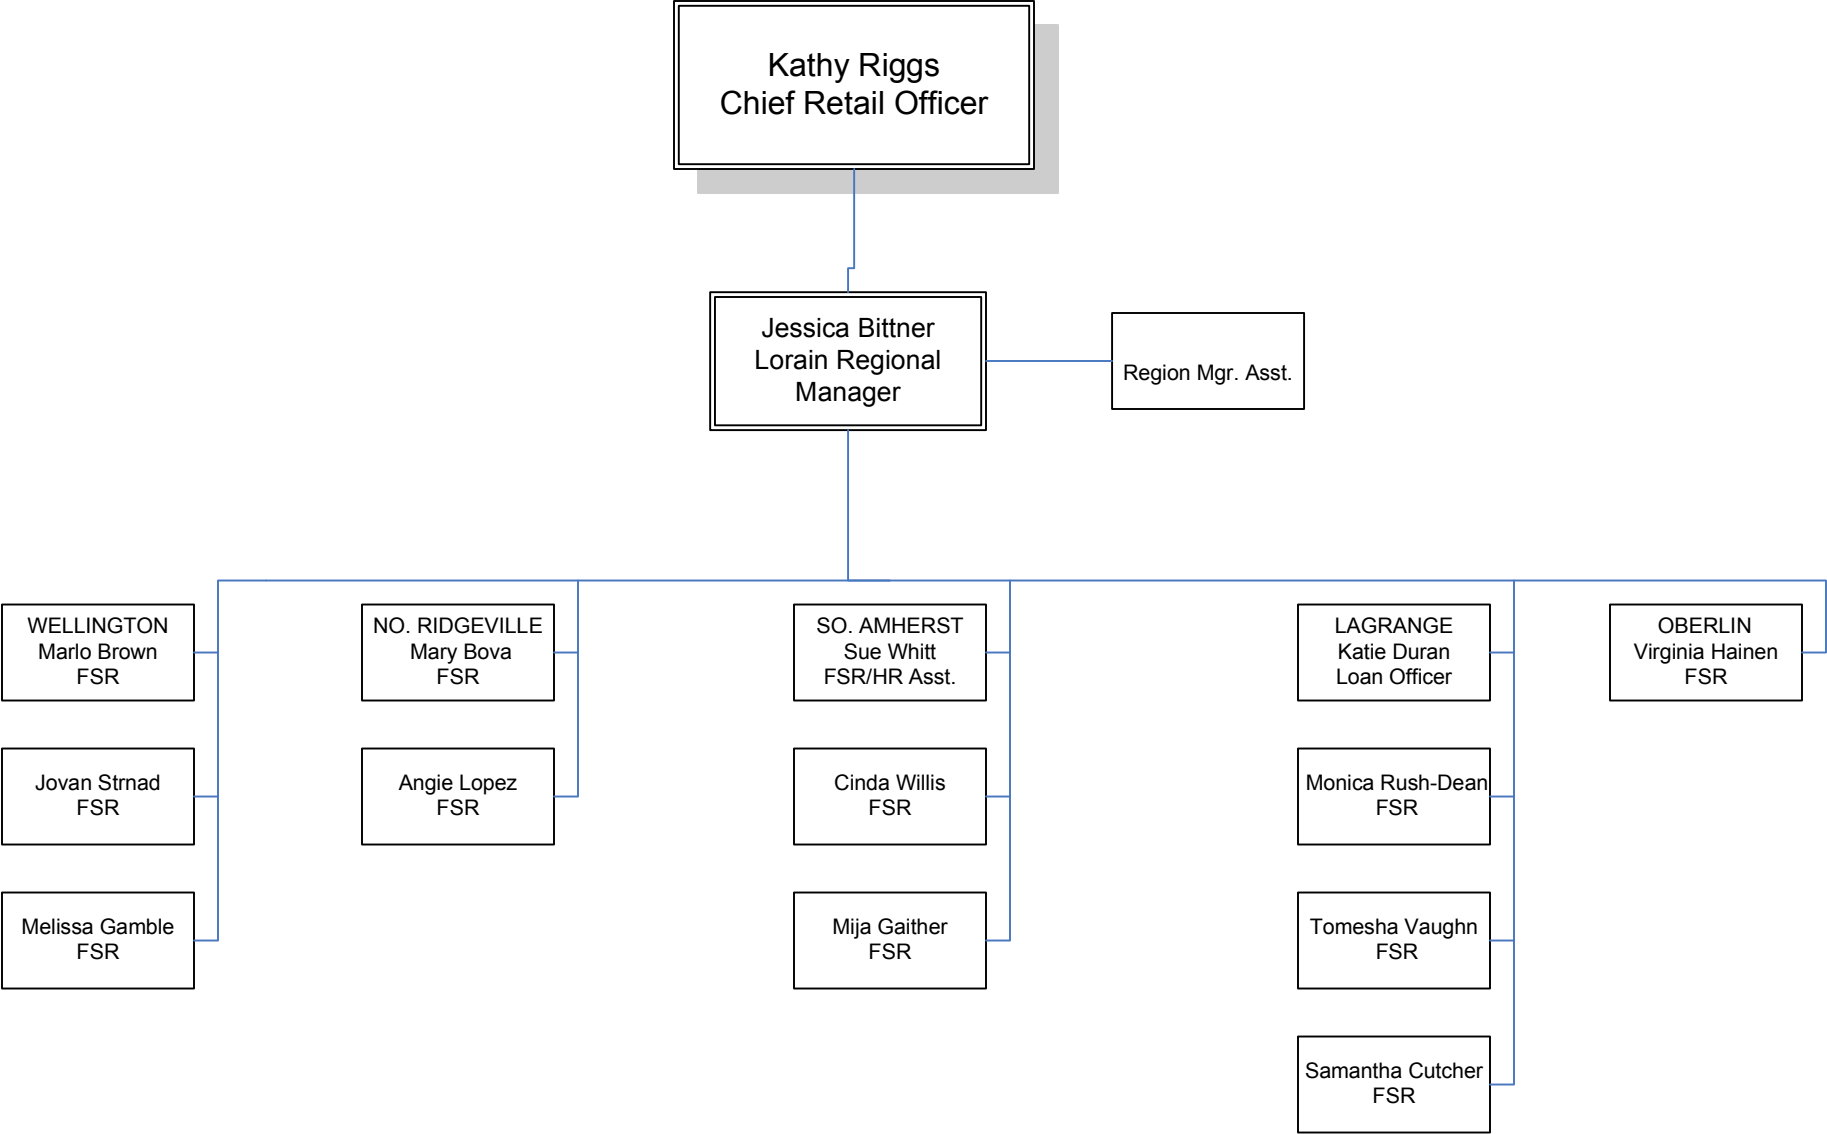 Kathy Riggs
Chief Retail Officer
Jessica Bittner
Lorain Regional
Manager
Region Mgr. Asst.
WELLINGTON
Marlo Brown
FSR
Jovan Strnad
FSR
Melissa Gamble
FSR
NO. RIDGEVILLE
Mary Bova
FSR
Angie Lopez
FSR
SO. AMHERST
Sue Whitt
FSR/HR Asst.
Cinda Willis
FSR
Mija Gaither
FSR
LAGRANGE
Katie Duran
Loan Officer
Monica Rush-Dean
FSR
Tomesha Vaughn
FSR
Samantha Cutcher
FSR
OBERLIN
Virginia Hainen
FSR